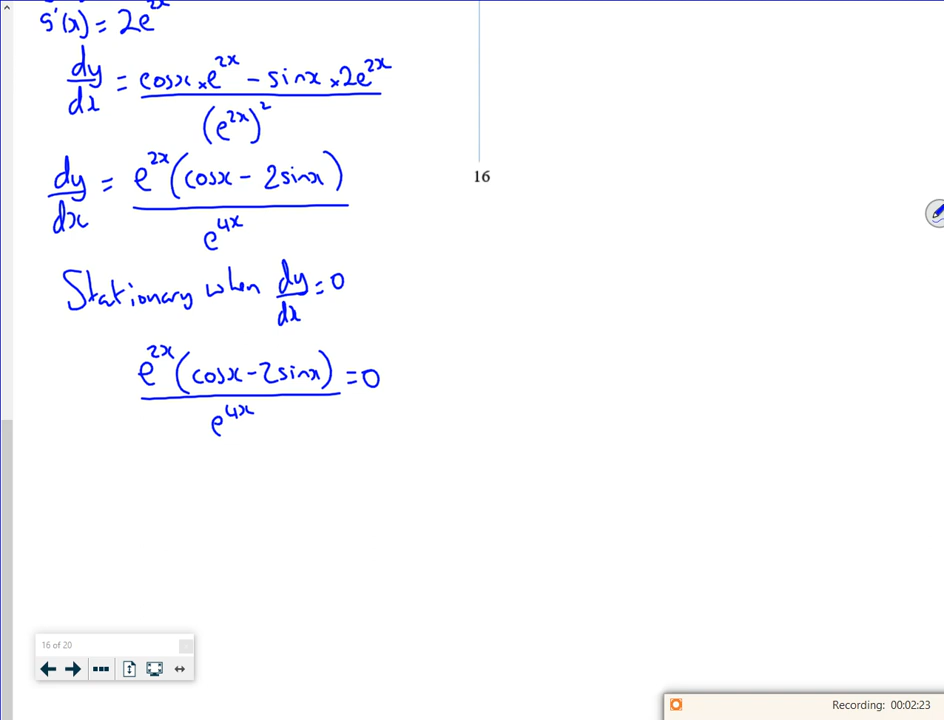 g'(x) = 2e^{2x}
dy/dx = (cosx × e^{2x} - sinx × 2e^{2x}) / (e^{2x})^2
dy/dx = e^{2x}(cosx - 2sinx) / e^{4x}
16
Stationary when dy/dx = 0
e^{2x}(cosx - 2sinx) / e^{4x} = 0
16 of 20
Recording: 00:02:23